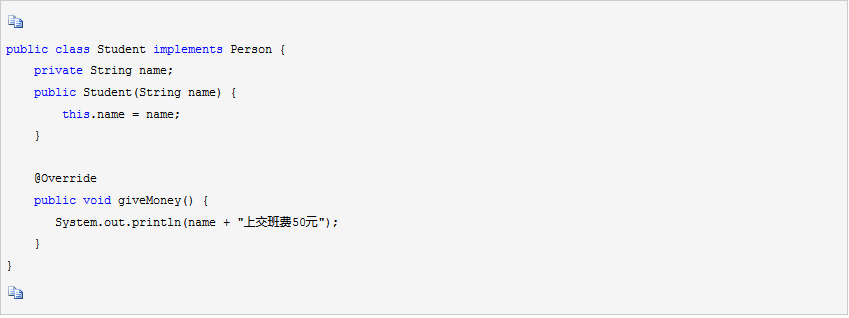 public class Student implements Person {
    private String name;
    public Student(String name) {
        this.name = name;
    }
    @Override
    public void giveMoney() {
       System.out.println(name + "上交班费50元");
    }
}